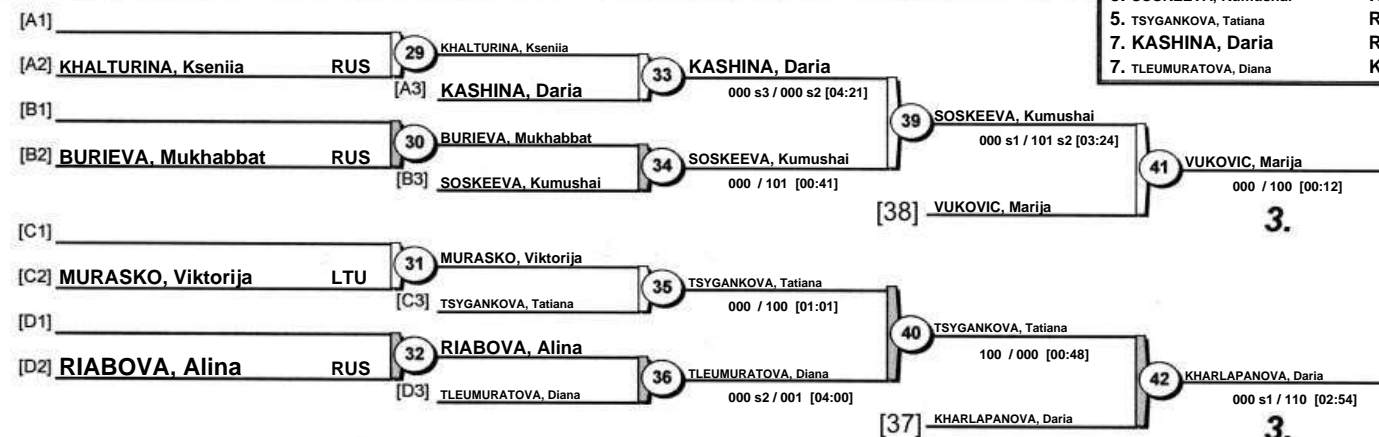 5. TSYGANKOVA, Tatiana R
7. KASHINA, Daria R
7. TLEUMURATOVA, Diana K
[A1]
[A2] KHALTURINA, Kseniia RUS
29
KHALTURINA, Kseniia
[A3] KASHINA, Daria
33
KASHINA, Daria
000 s3 / 000 s2 [04:21]
[B1]
[B2] BURIEVA, Mukhabbat RUS
30
BURIEVA, Mukhabbat
[B3] SOSKEEVA, Kumushai
34
SOSKEEVA, Kumushai
000 / 101 [00:41]
39
SOSKEEVA, Kumushai
000 s1 / 101 s2 [03:24]
[38] VUKOVIC, Marija
41
VUKOVIC, Marija
000 / 100 [00:12]
3.
[C1]
[C2] MURASKO, Viktorija LTU
31
MURASKO, Viktorija
[C3] TSYGANKOVA, Tatiana
35
TSYGANKOVA, Tatiana
000 / 100 [01:01]
[D1]
[D2] RIABOVA, Alina RUS
32
RIABOVA, Alina
[D3] TLEUMURATOVA, Diana
36
TLEUMURATOVA, Diana
000 s2 / 001 [04:00]
40
TSYGANKOVA, Tatiana
100 / 000 [00:48]
[37] KHARLAPANOVA, Daria
42
KHARLAPANOVA, Daria
000 s1 / 110 [02:54]
3.